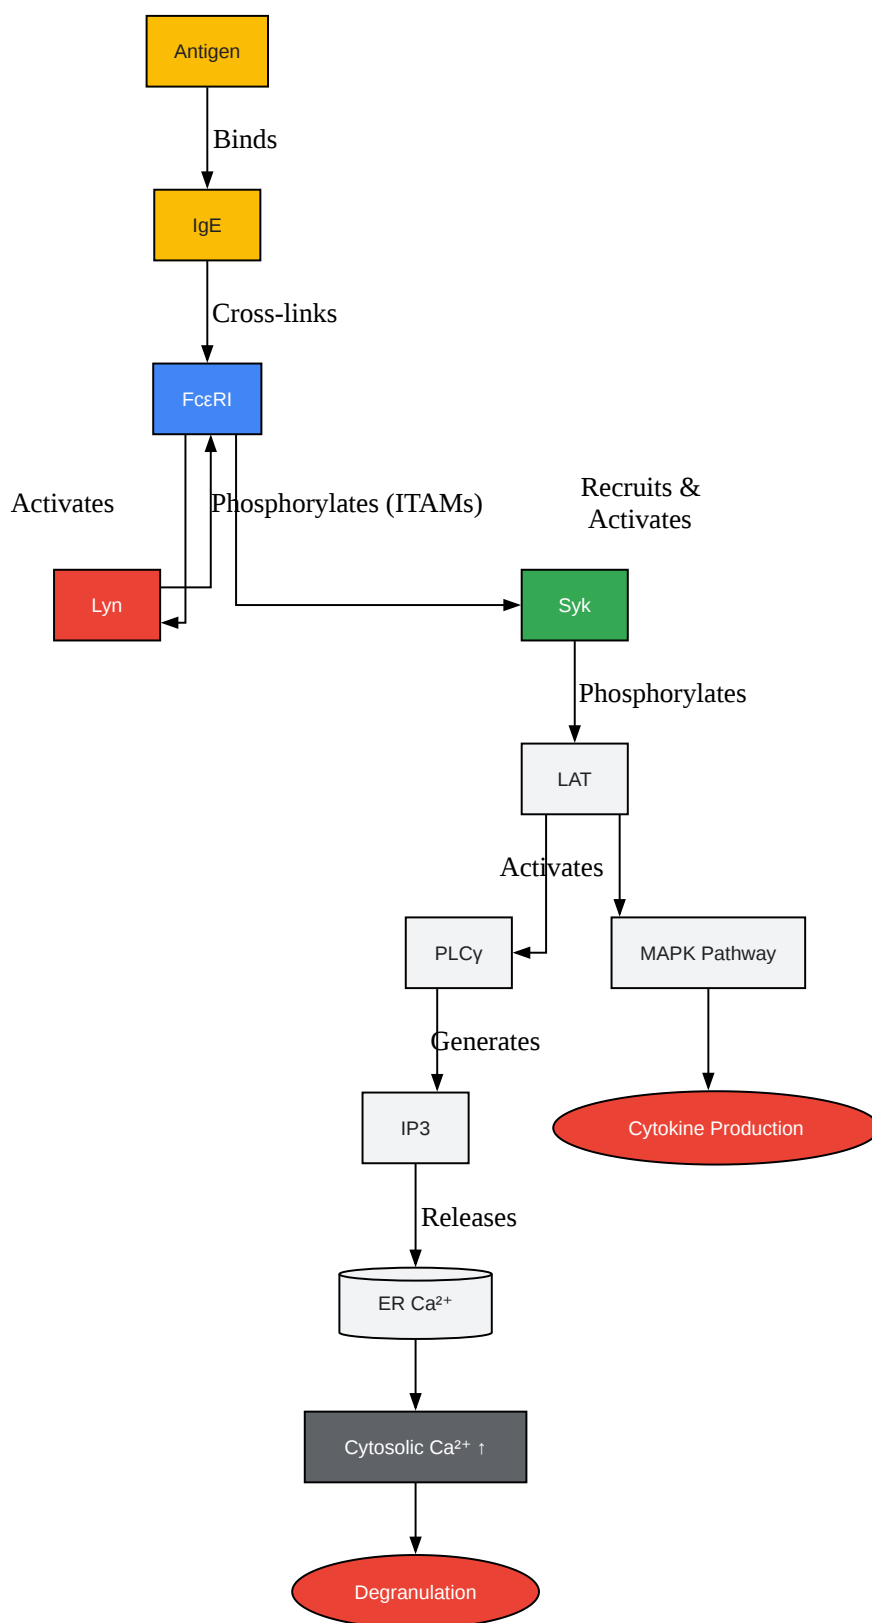 Antigen
Binds
IgE
Cross-links
FcεRI
Activates
Phosphorylates (ITAMs)
Recruits &
Activates
Lyn
Syk
Phosphorylates
LAT
Activates
PLCγ
MAPK Pathway
Generates
IP3
Cytokine Production
Releases
ER Ca²⁺
Cytosolic Ca²⁺ ↑
Degranulation